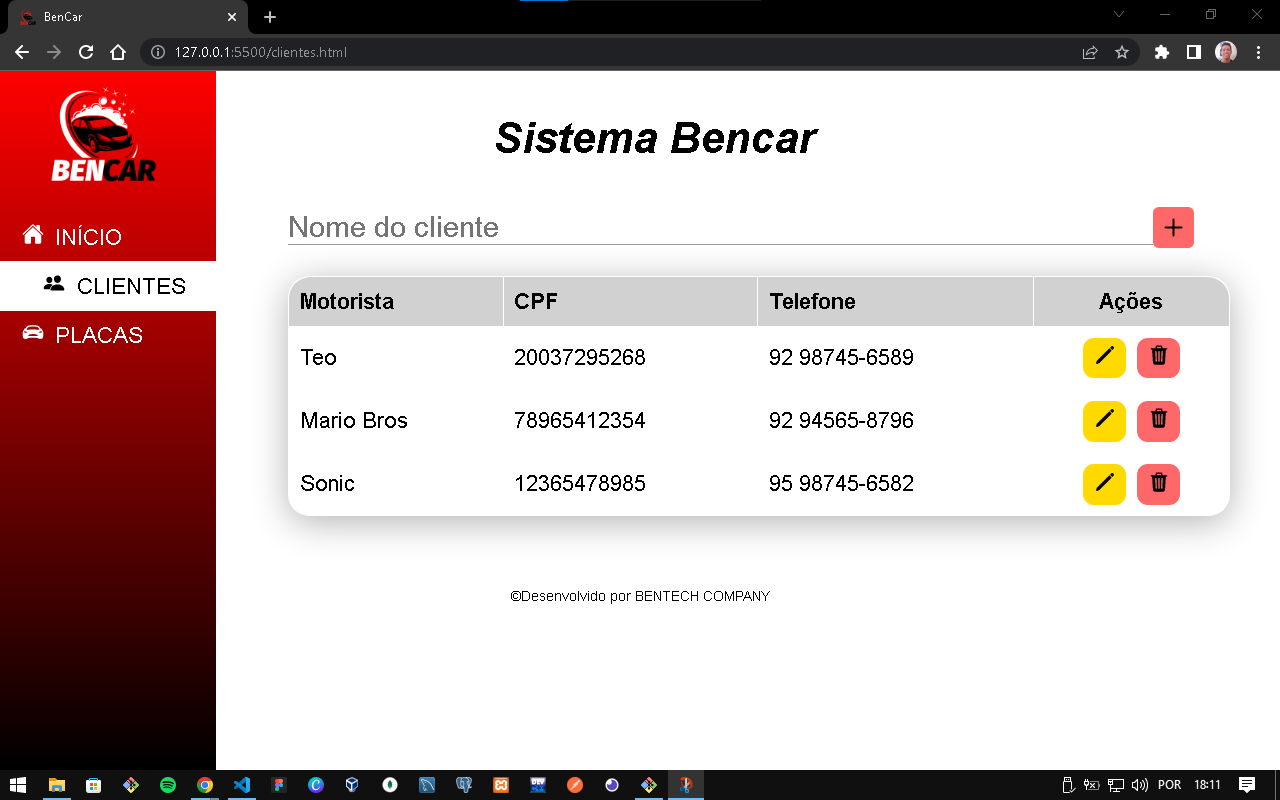 BenCar
127.0.0.1:5500/clientes.html
BENCAR
INÍCIO
CLIENTES
PLACAS
Sistema Bencar
Nome do cliente
Motorista CPF Telefone Ações
Teo 20037295268 92 98745-6589
Mario Bros 78965412354 92 94565-8796
Sonic 12365478985 95 98745-6582
©Desenvolvido por BENTECH COMPANY
POR 18:11